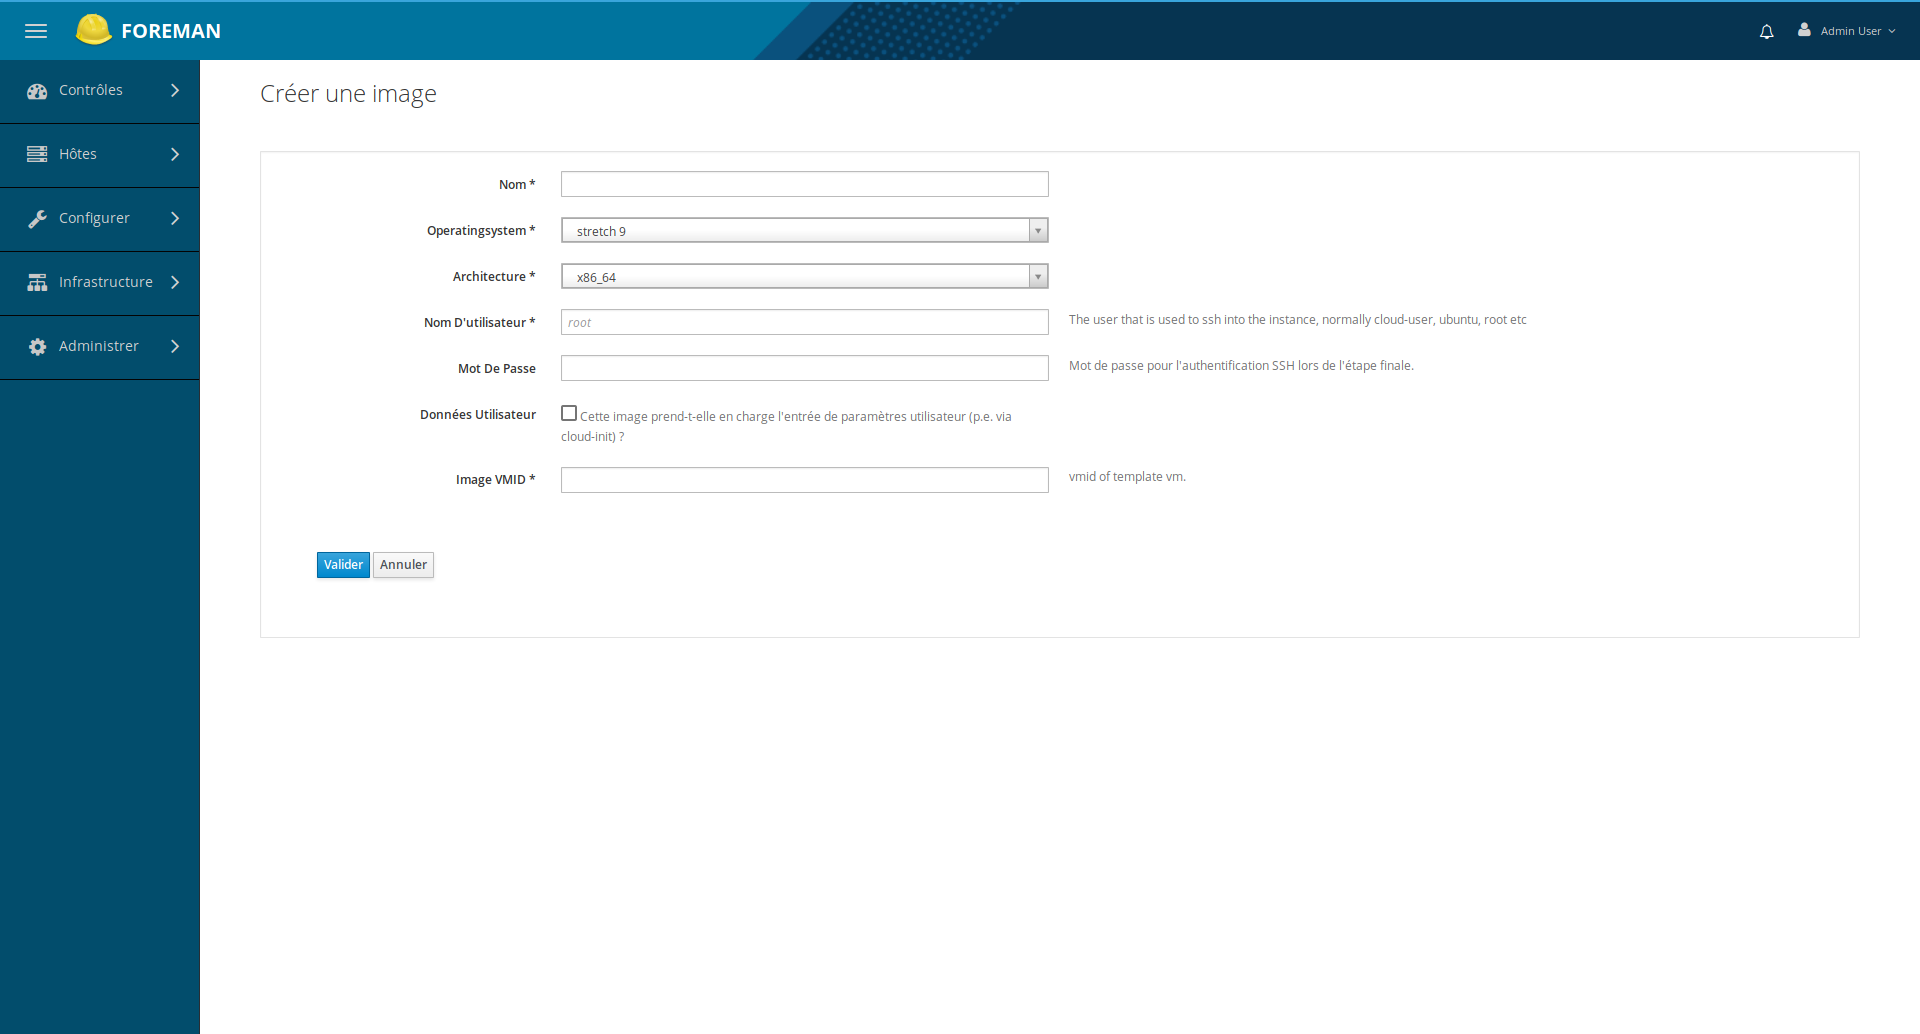 FOREMAN
Admin User
Contrôles
Hôtes
Configurer
Infrastructure
Administrer
Créer une image
Nom *
Operatingsystem *
stretch 9
Architecture *
x86_64
Nom D'utilisateur *
root
The user that is used to ssh into the instance, normally cloud-user, ubuntu, root etc
Mot De Passe
Mot de passe pour l'authentification SSH lors de l'étape finale.
Données Utilisateur
Cette image prend-t-elle en charge l'entrée de paramètres utilisateur (p.e. via
cloud-init) ?
Image VMID *
vmid of template vm.
Valider
Annuler